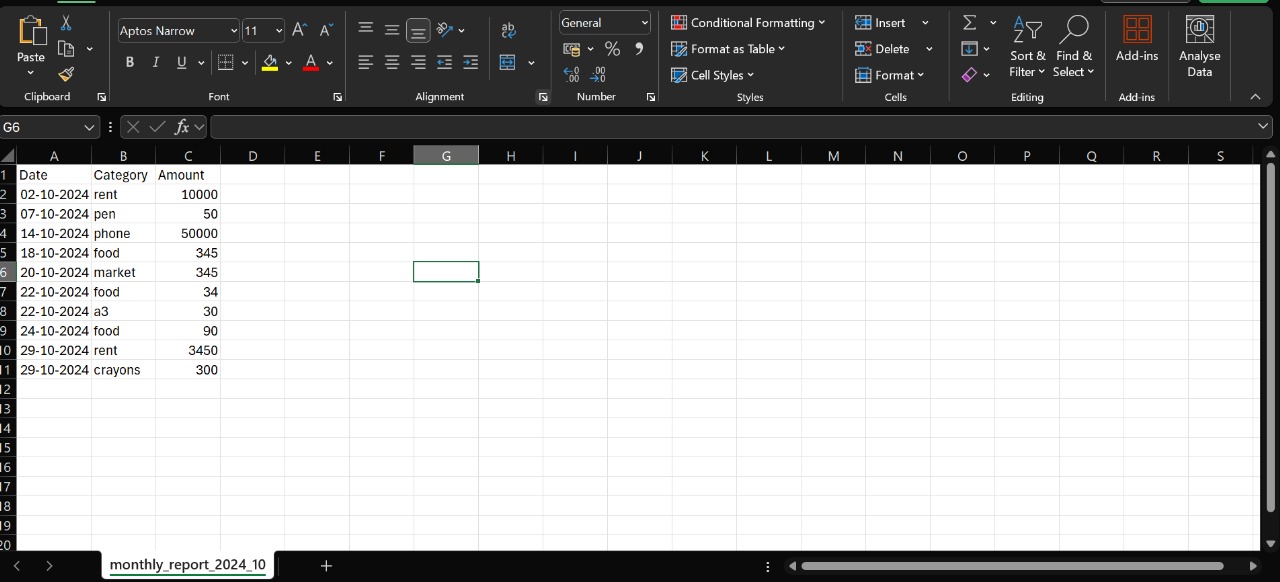 Paste
Clipboard
Aptos Narrow 11 A A
B I U A
Font
ab
Alignment
General
% 9
.00
.00
Number
Conditional Formatting
Format as Table
Cell Styles
Styles
Insert
Delete
Format
Cells
Σ
Sort & Filter
Find & Select
Editing
Add-ins
Add-ins
Analyse Data
G6 fx
A B C D E F G H I J K L M N O P Q R S
1 Date Category Amount
2 02-10-2024 rent 10000
3 07-10-2024 pen 50
4 14-10-2024 phone 50000
5 18-10-2024 food 345
6 20-10-2024 market 345
7 22-10-2024 food 34
8 22-10-2024 a3 30
9 24-10-2024 food 90
10 29-10-2024 rent 3450
11 29-10-2024 crayons 300
12
13
14
15
16
17
18
19
20
monthly_report_2024_10